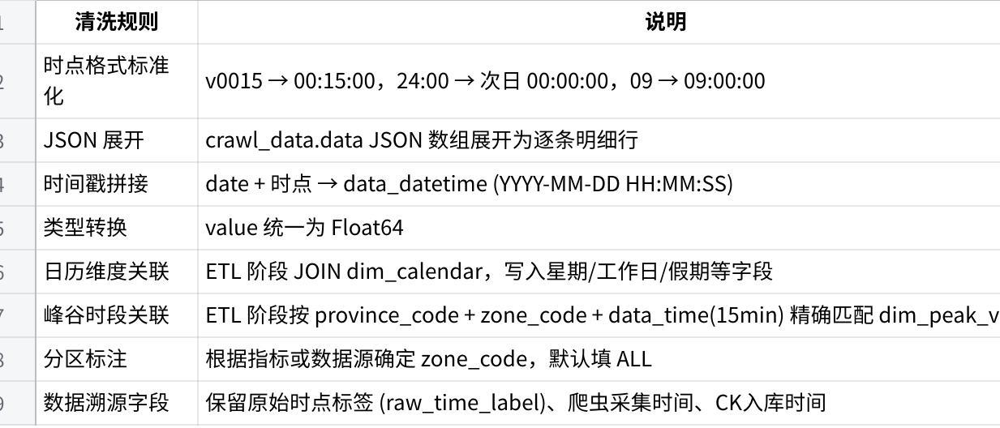 清洗规则 说明
2 时点格式标准
化 v0015 → 00:15:00，24:00 → 次日 00:00:00，09 → 09:00:00
JSON 展开 crawl_data.data JSON 数组展开为逐条明细行
4 时间戳拼接 date + 时点 → data_datetime (YYYY-MM-DD HH:MM:SS)
5 类型转换 value 统一为 Float64
6 日历维度关联 ETL 阶段 JOIN dim_calendar，写入星期/工作日/假期等字段
7 峰谷时段关联 ETL 阶段按 province_code + zone_code + data_time(15min) 精确匹配 dim_peak_v
分区标注 根据指标或数据源确定 zone_code，默认填 ALL
9 数据溯源字段 保留原始时点标签 (raw_time_label)、爬虫采集时间、CK入库时间